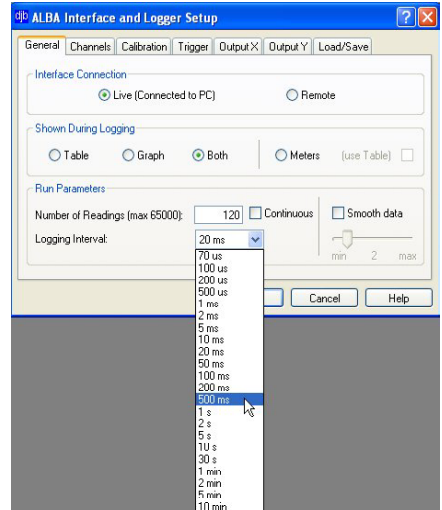 djb ALBA Interface and Logger Setup
General Channels Calibration Trigger Output X Output Y Load/Save
Interface Connection
Live (Connected to PC) Remote
Shown During Logging
Table Graph Both Meters (use Table)
Run Parameters
Number of Readings (max 65000): 120 Continuous Smooth data
Logging Interval: 20 ms
min 2 max
70 us
100 us
200 us
500 us
1 ms
2 ms
5 ms
10 ms
20 ms
50 ms
100 ms
200 ms
500 ms
1 s
2 s
5 s
10 s
30 s
1 min
2 min
5 min
10 min
Cancel Help